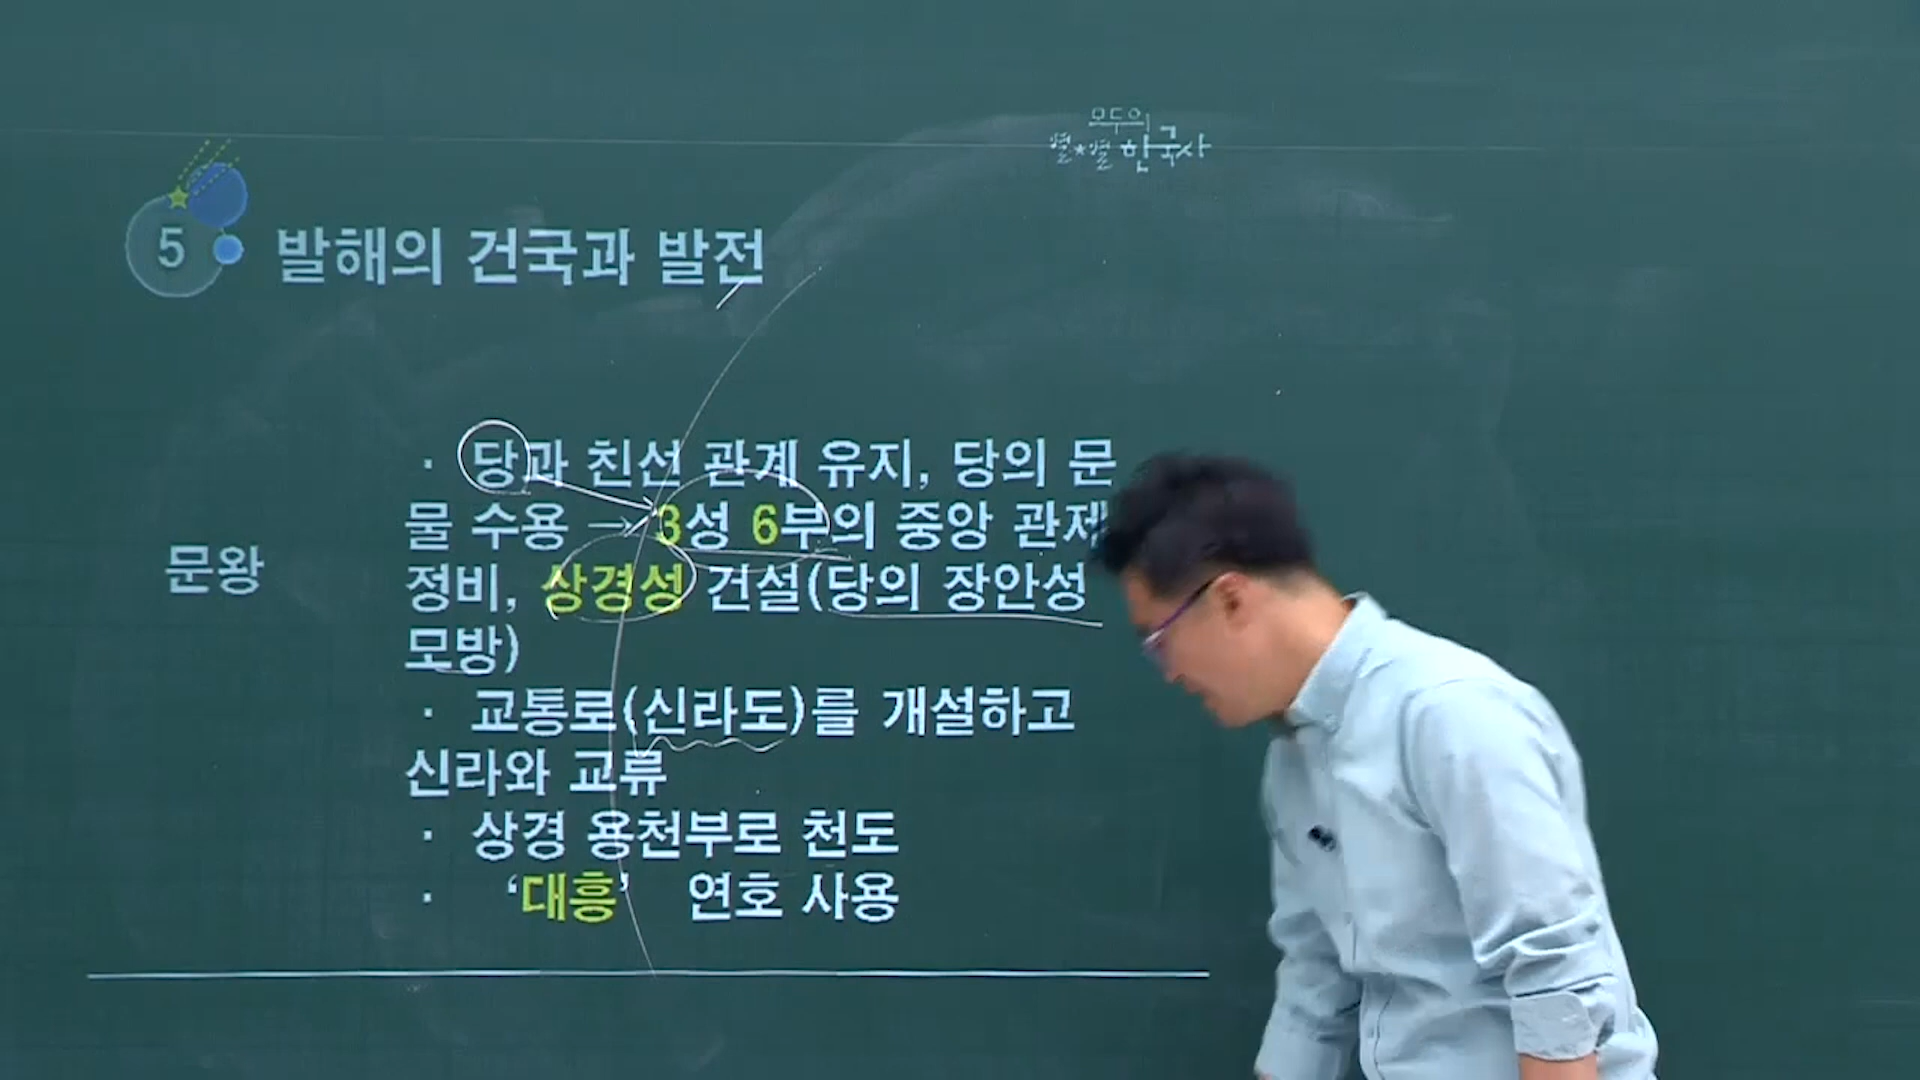 모두의
별★별 한국사
5 발해의 건국과 발전
· 당과 친선 관계 유지, 당의 문
물 수용 → 3성 6부의 중앙 관제
문왕
정비, 상경성 건설(당의 장안성
모방)
· 교통로(신라도)를 개설하고
신라와 교류
· 상경 용천부로 천도
· ‘대흥’ 연호 사용